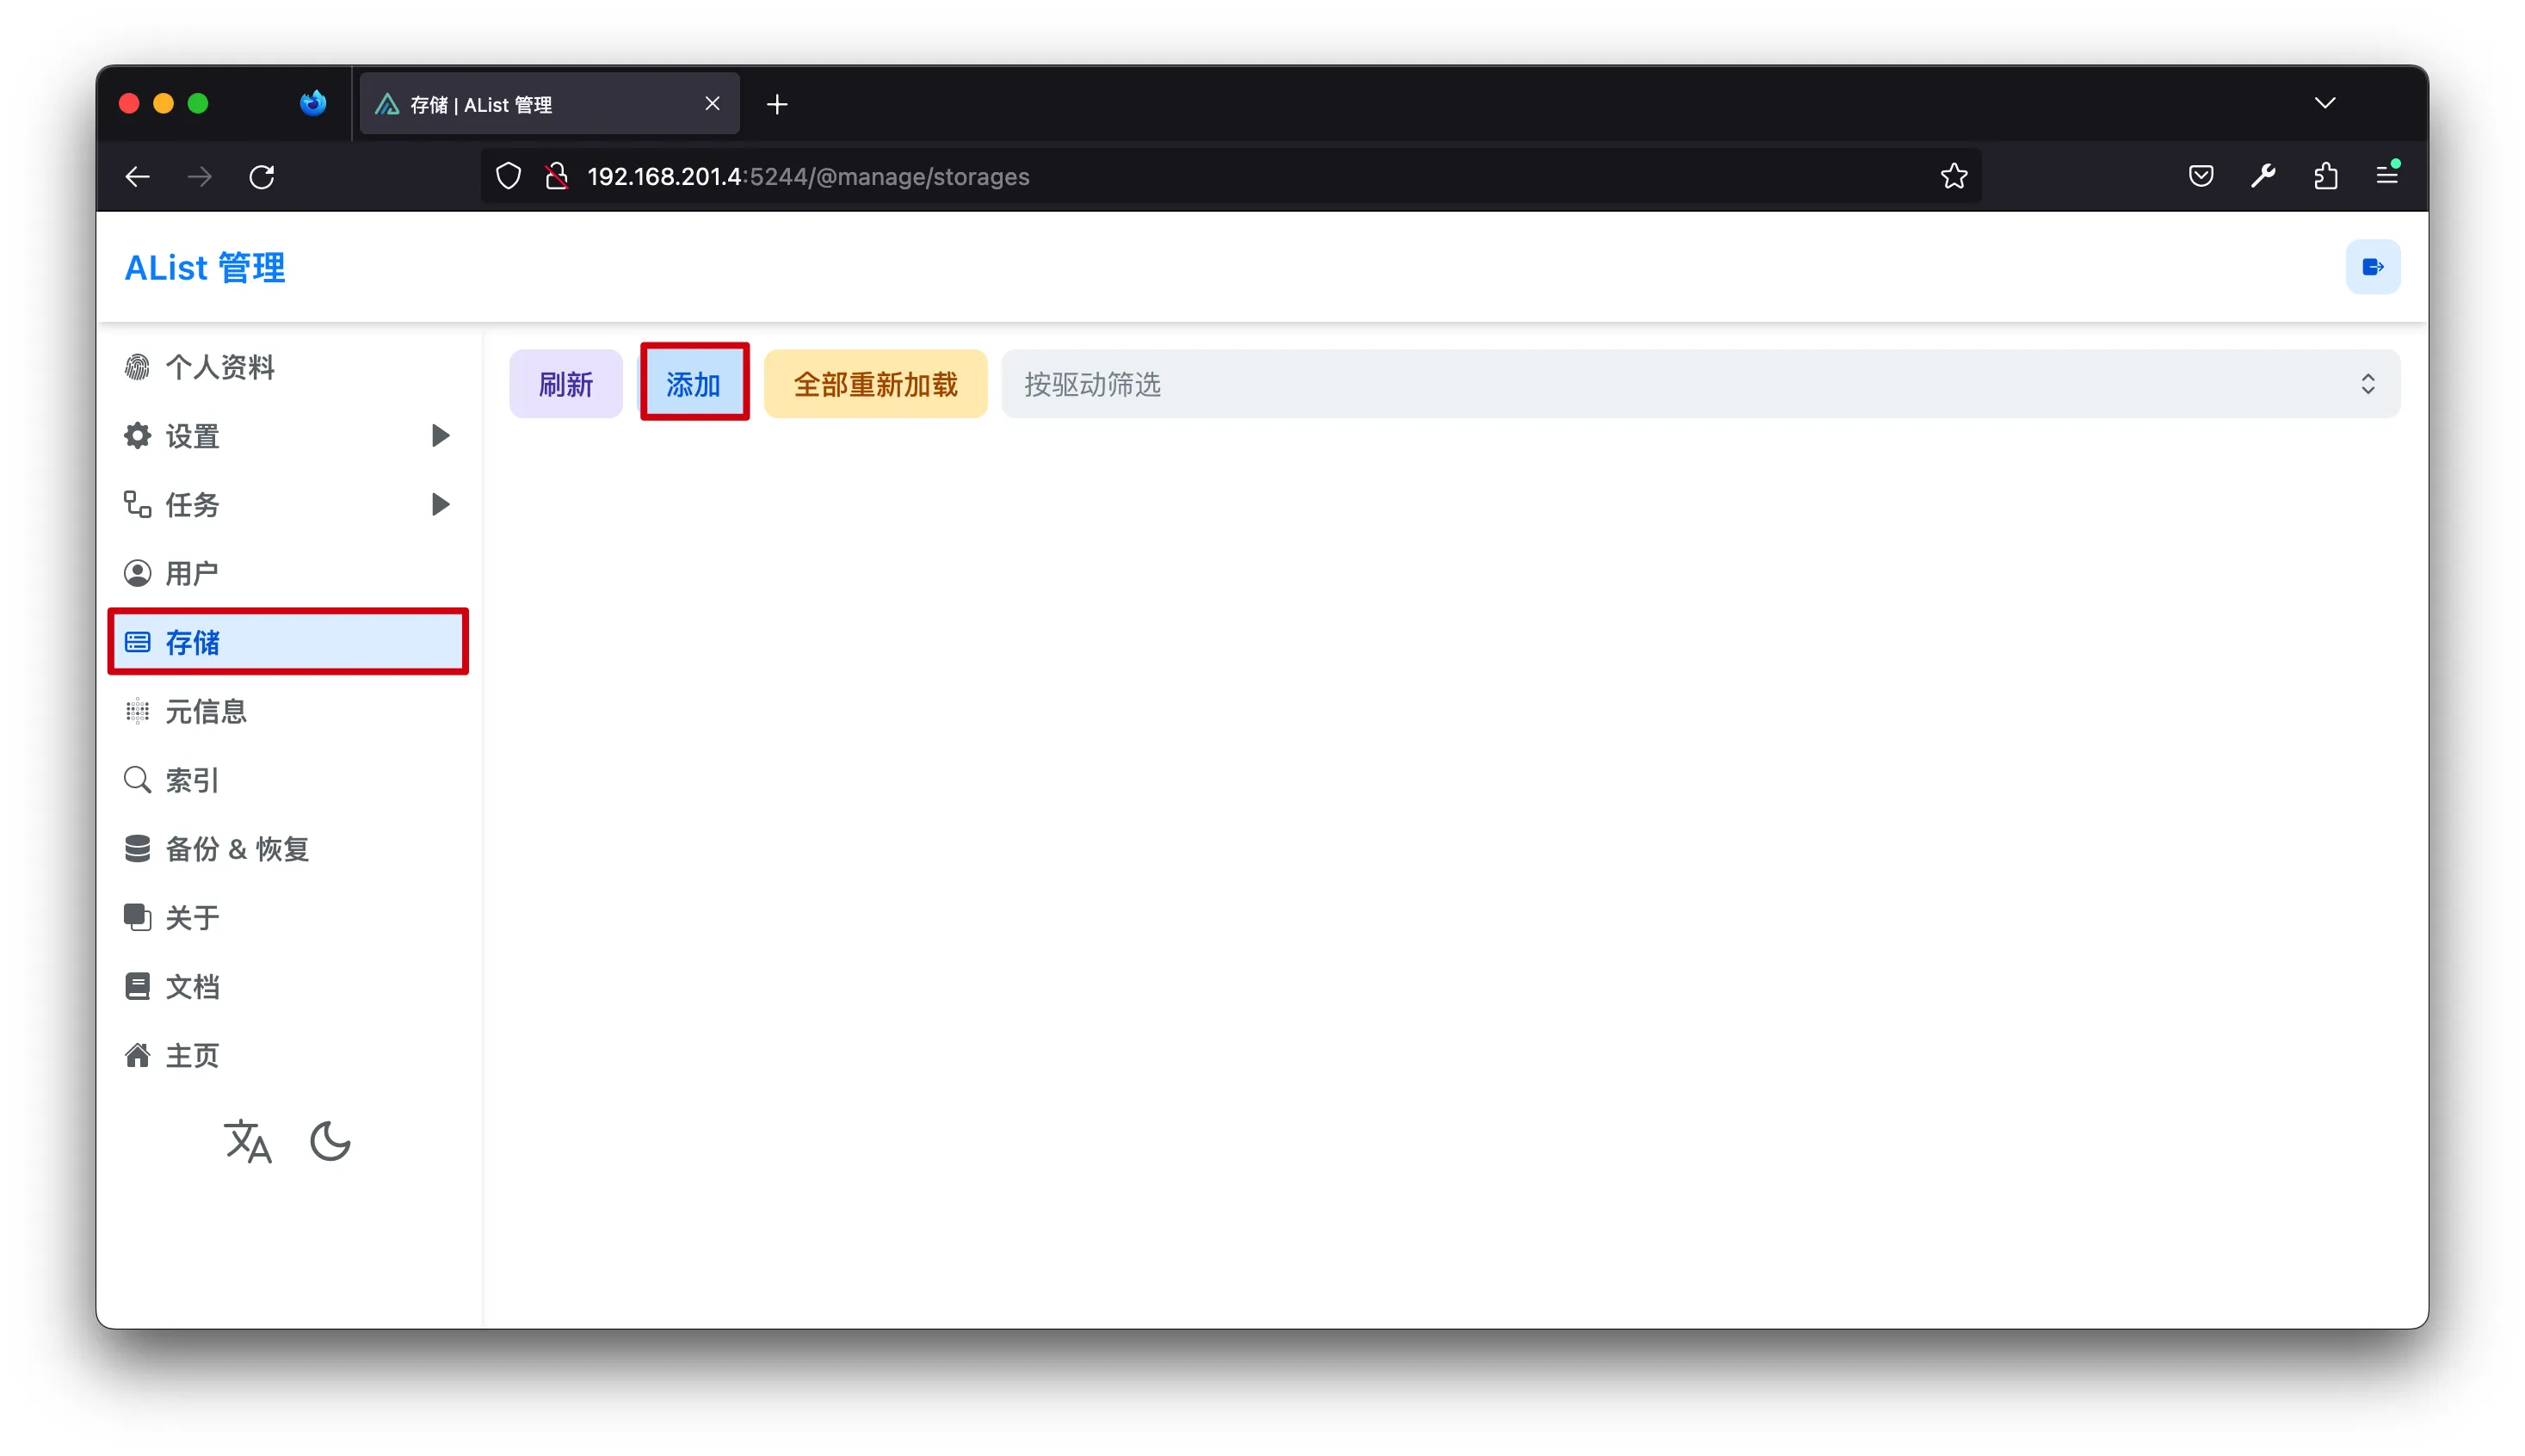 存储 | AList 管理
192.168.201.4:5244/@manage/storages
AList 管理
个人资料
设置
任务
用户
存储
元信息
索引
备份 & 恢复
关于
文档
主页
刷新
添加
全部重新加载
按驱动筛选